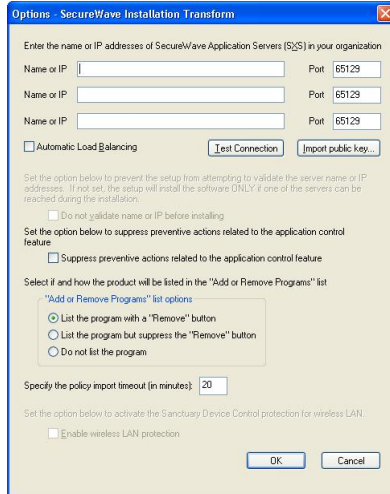 Options - SecureWave Installation Transform
Enter the name or IP addresses of SecureWave Application Servers (SXS) in your organization
Name or IP Port 65129
Name or IP Port 65129
Name or IP Port 65129
Automatic Load Balancing Test Connection Import public key...
Set the option below to prevent the setup from attempting to validate the server name or IP
addresses. If not set, the setup will install the software ONLY if one of the servers can be
reached during the installation.
Do not validate name or IP before installing
Set the option below to suppress preventive actions related to the application control
feature
Suppress preventive actions related to the application control feature
Select if and how the product will be listed in the "Add or Remove Programs" list
"Add or Remove Programs" list options
List the program with a "Remove" button
List the program but suppress the "Remove" button
Do not list the program
Specify the policy import timeout (in minutes): 20
Set the option below to activate the Sanctuary Device Control protection for wireless LAN.
Enable wireless LAN protection
OK Cancel